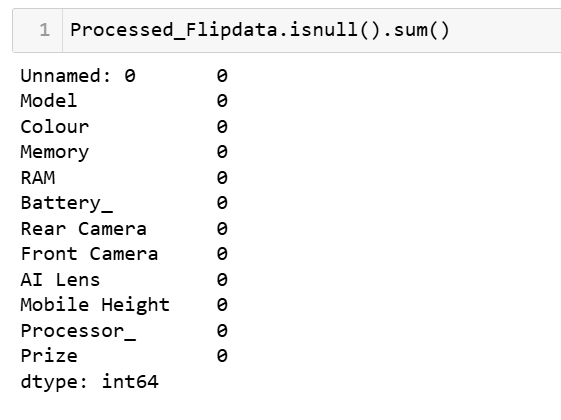 1 Processed_Flipdata.isnull().sum()
Unnamed: 0 0
Model 0
Colour 0
Memory 0
RAM 0
Battery_ 0
Rear Camera 0
Front Camera 0
AI Lens 0
Mobile Height 0
Processor_ 0
Prize 0
dtype: int64